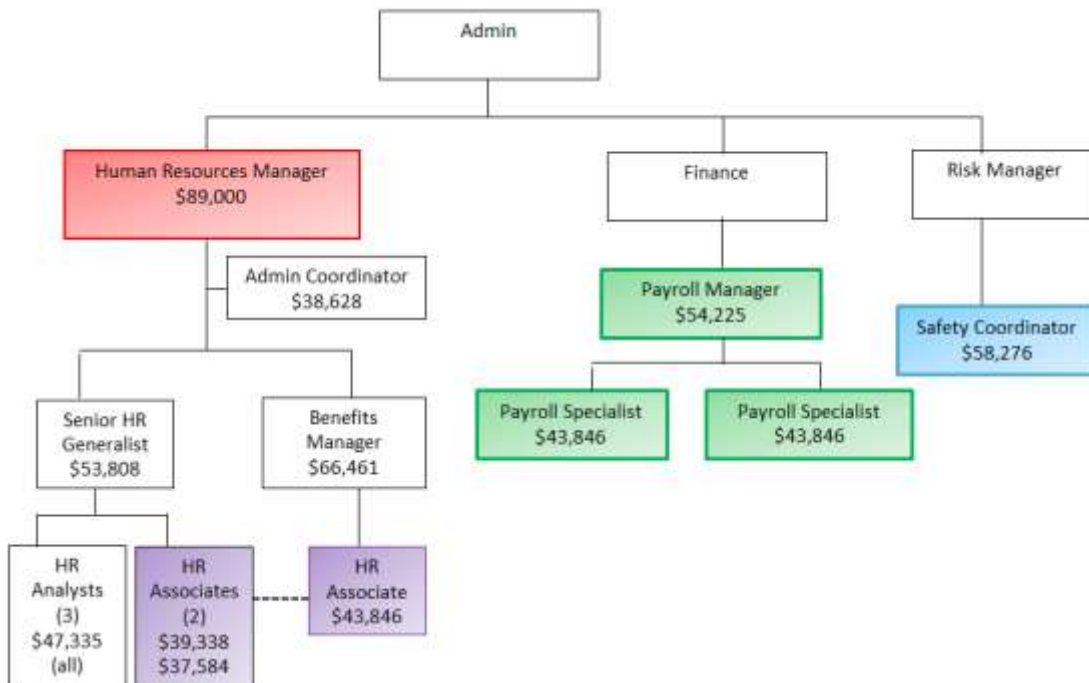 Admin
Human Resources Manager
$89,000
Finance
Risk Manager
Admin Coordinator
$38,628
Payroll Manager
$54,225
Safety Coordinator
$58,276
Senior HR
Generalist
$53,808
Benefits
Manager
$66,461
Payroll Specialist
$43,846
Payroll Specialist
$43,846
HR
Analysts
(3)
$47,335
(all)
HR
Associates
(2)
$39,338
$37,584
HR
Associate
$43,846